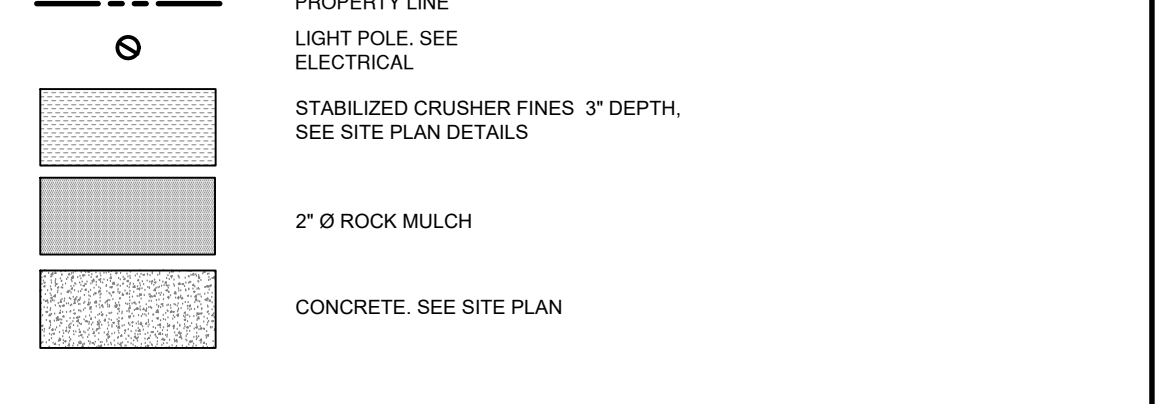 PROPERTY LINE
LIGHT POLE. SEE
ELECTRICAL
STABILIZED CRUSHER FINES  3" DEPTH,
SEE SITE PLAN DETAILS
2" Ø ROCK MULCH
CONCRETE. SEE SITE PLAN